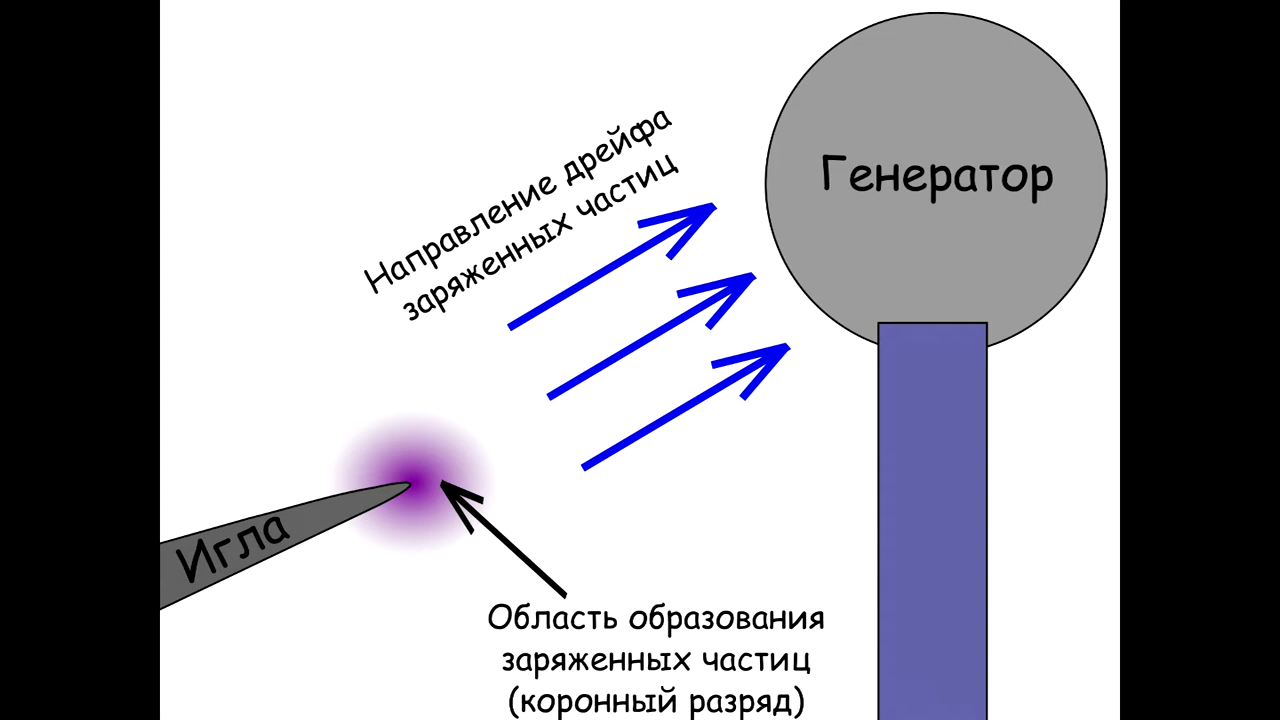 Генератор
Направление дрейфа
заряженных частиц
Игла
Область образования
заряженных частиц
(коронный разряд)